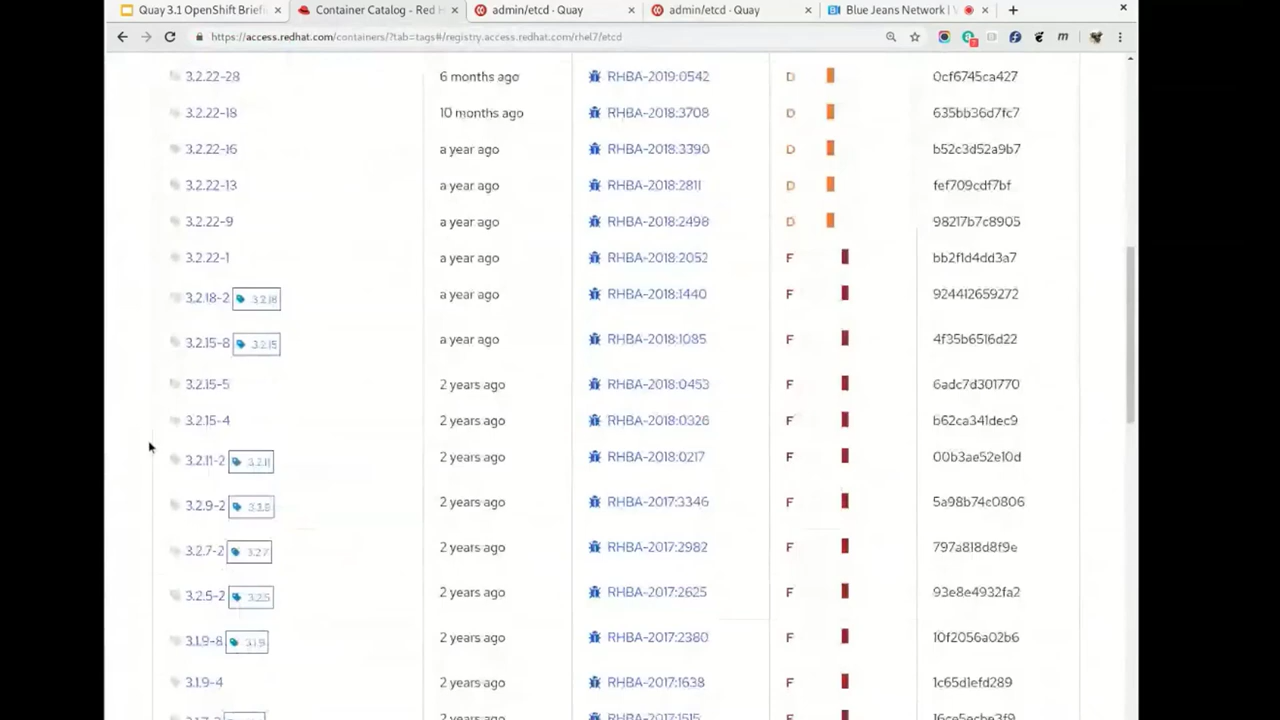 Quay 3.1 OpenShift Briefi Container Catalog - Red H admin/etcd · Quay admin/etcd · Quay Blue Jeans Network |
https://access.redhat.com/containers/?tab=tags#/registry.access.redhat.com/rhel7/etcd
3.2.22-28 6 months ago RHBA-2019:0542 D 0cf6745ca427
3.2.22-18 10 months ago RHBA-2018:3708 D 635bb36d7fc7
3.2.22-16 a year ago RHBA-2018:3390 D b52c3d52a9b7
3.2.22-13 a year ago RHBA-2018:2811 D fef709cdf7bf
3.2.22-9 a year ago RHBA-2018:2498 D 98217b7c8905
3.2.22-1 a year ago RHBA-2018:2052 F bb2f1d4dd3a7
3.2.18-2 3.2.18 a year ago RHBA-2018:1440 F 924412659272
3.2.15-8 3.2.15 a year ago RHBA-2018:1085 F 4f35b6516d22
3.2.15-5 2 years ago RHBA-2018:0453 F 6adc7d301770
3.2.15-4 2 years ago RHBA-2018:0326 F b62ca341dec9
3.2.11-2 3.2.11 2 years ago RHBA-2018:0217 F 00b3ae52e10d
3.2.9-2 2 years ago RHBA-2017:3346 F 5a98b74c0806
3.2.7-2 3.2.7 2 years ago RHBA-2017:2982 F 797a818d8f9e
3.2.5-2 3.2.5 2 years ago RHBA-2017:2625 F 93e8e4932fa2
3.1.9-8 3.1.9 2 years ago RHBA-2017:2380 F 10f2056a02b6
3.1.9-4 2 years ago RHBA-2017:1638 F 1c65d1efd289
2 years ago RHBA-2017:1515